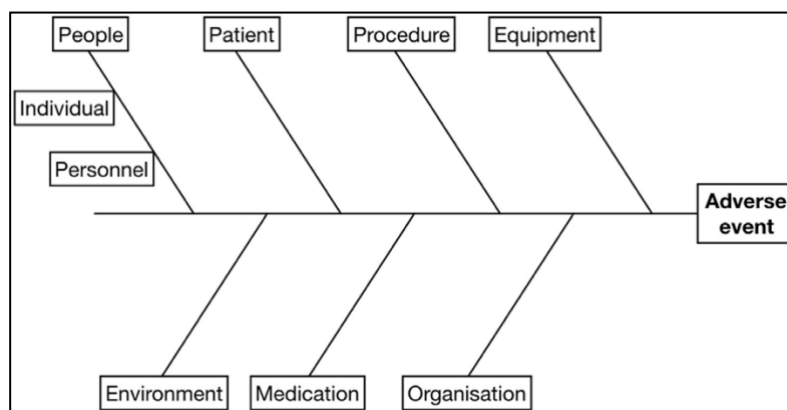 People
Patient
Procedure
Equipment
Individual
Personnel
Adverse
event
Environment
Medication
Organisation